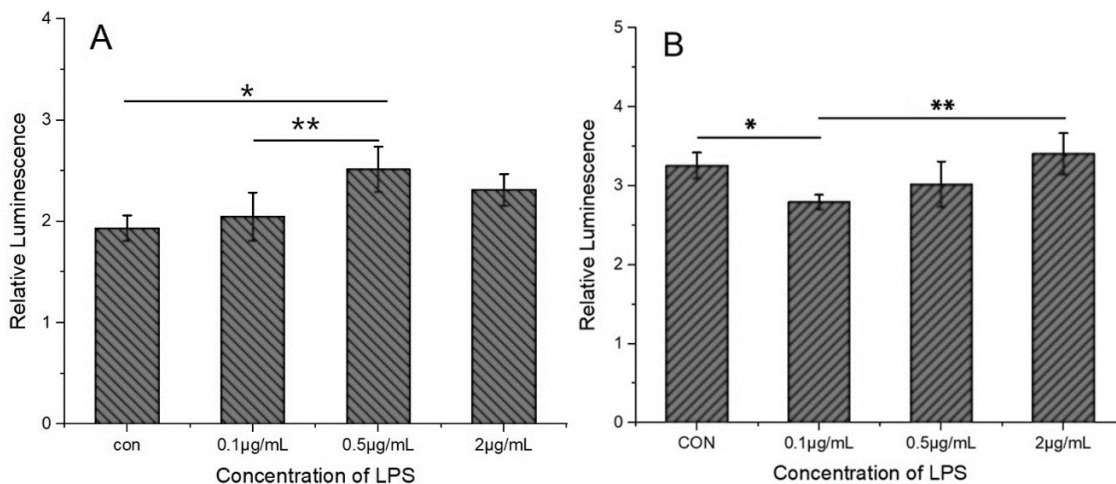 A
Relative Luminescence
4
3
2
1
0
*
**
con
0.1μg/mL
0.5μg/mL
2μg/mL
Concentration of LPS
B
Relative Luminescence
5
4
3
2
1
0
*
**
CON
0.1μg/mL
0.5μg/mL
2μg/mL
Concentration of LPS